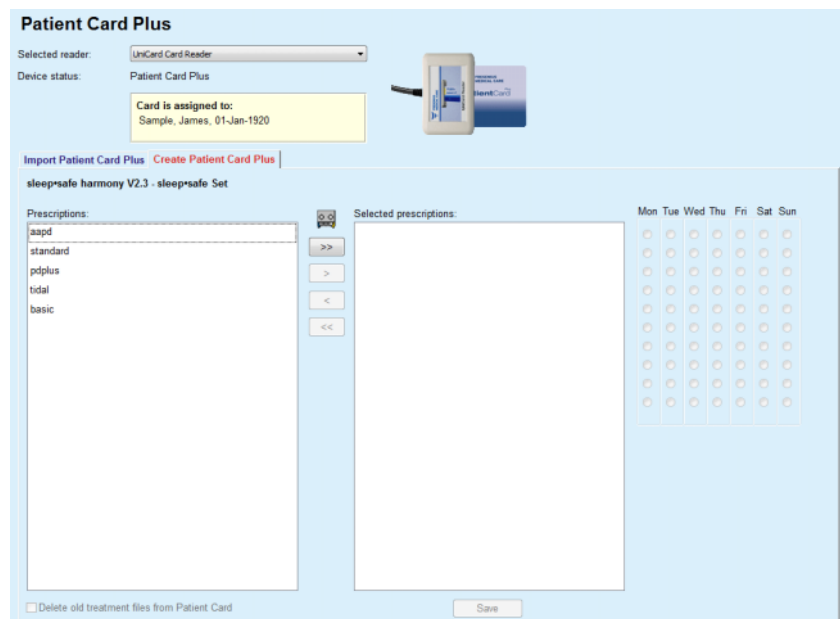 Patient Card Plus
Selected reader: UniCard Card Reader
Device status: Patient Card Plus
Card is assigned to:
Sample, James, 01-Jan-1920
Import Patient Card Plus Create Patient Card Plus
sleep•safe harmony V2.3 - sleep•safe Set
Prescriptions: Selected prescriptions: Mon Tue Wed Thu Fri Sat Sun
aapd
standard
>>
pdplus
>
tidal
<
basic
<<
Delete old treatment files from Patient Card Save